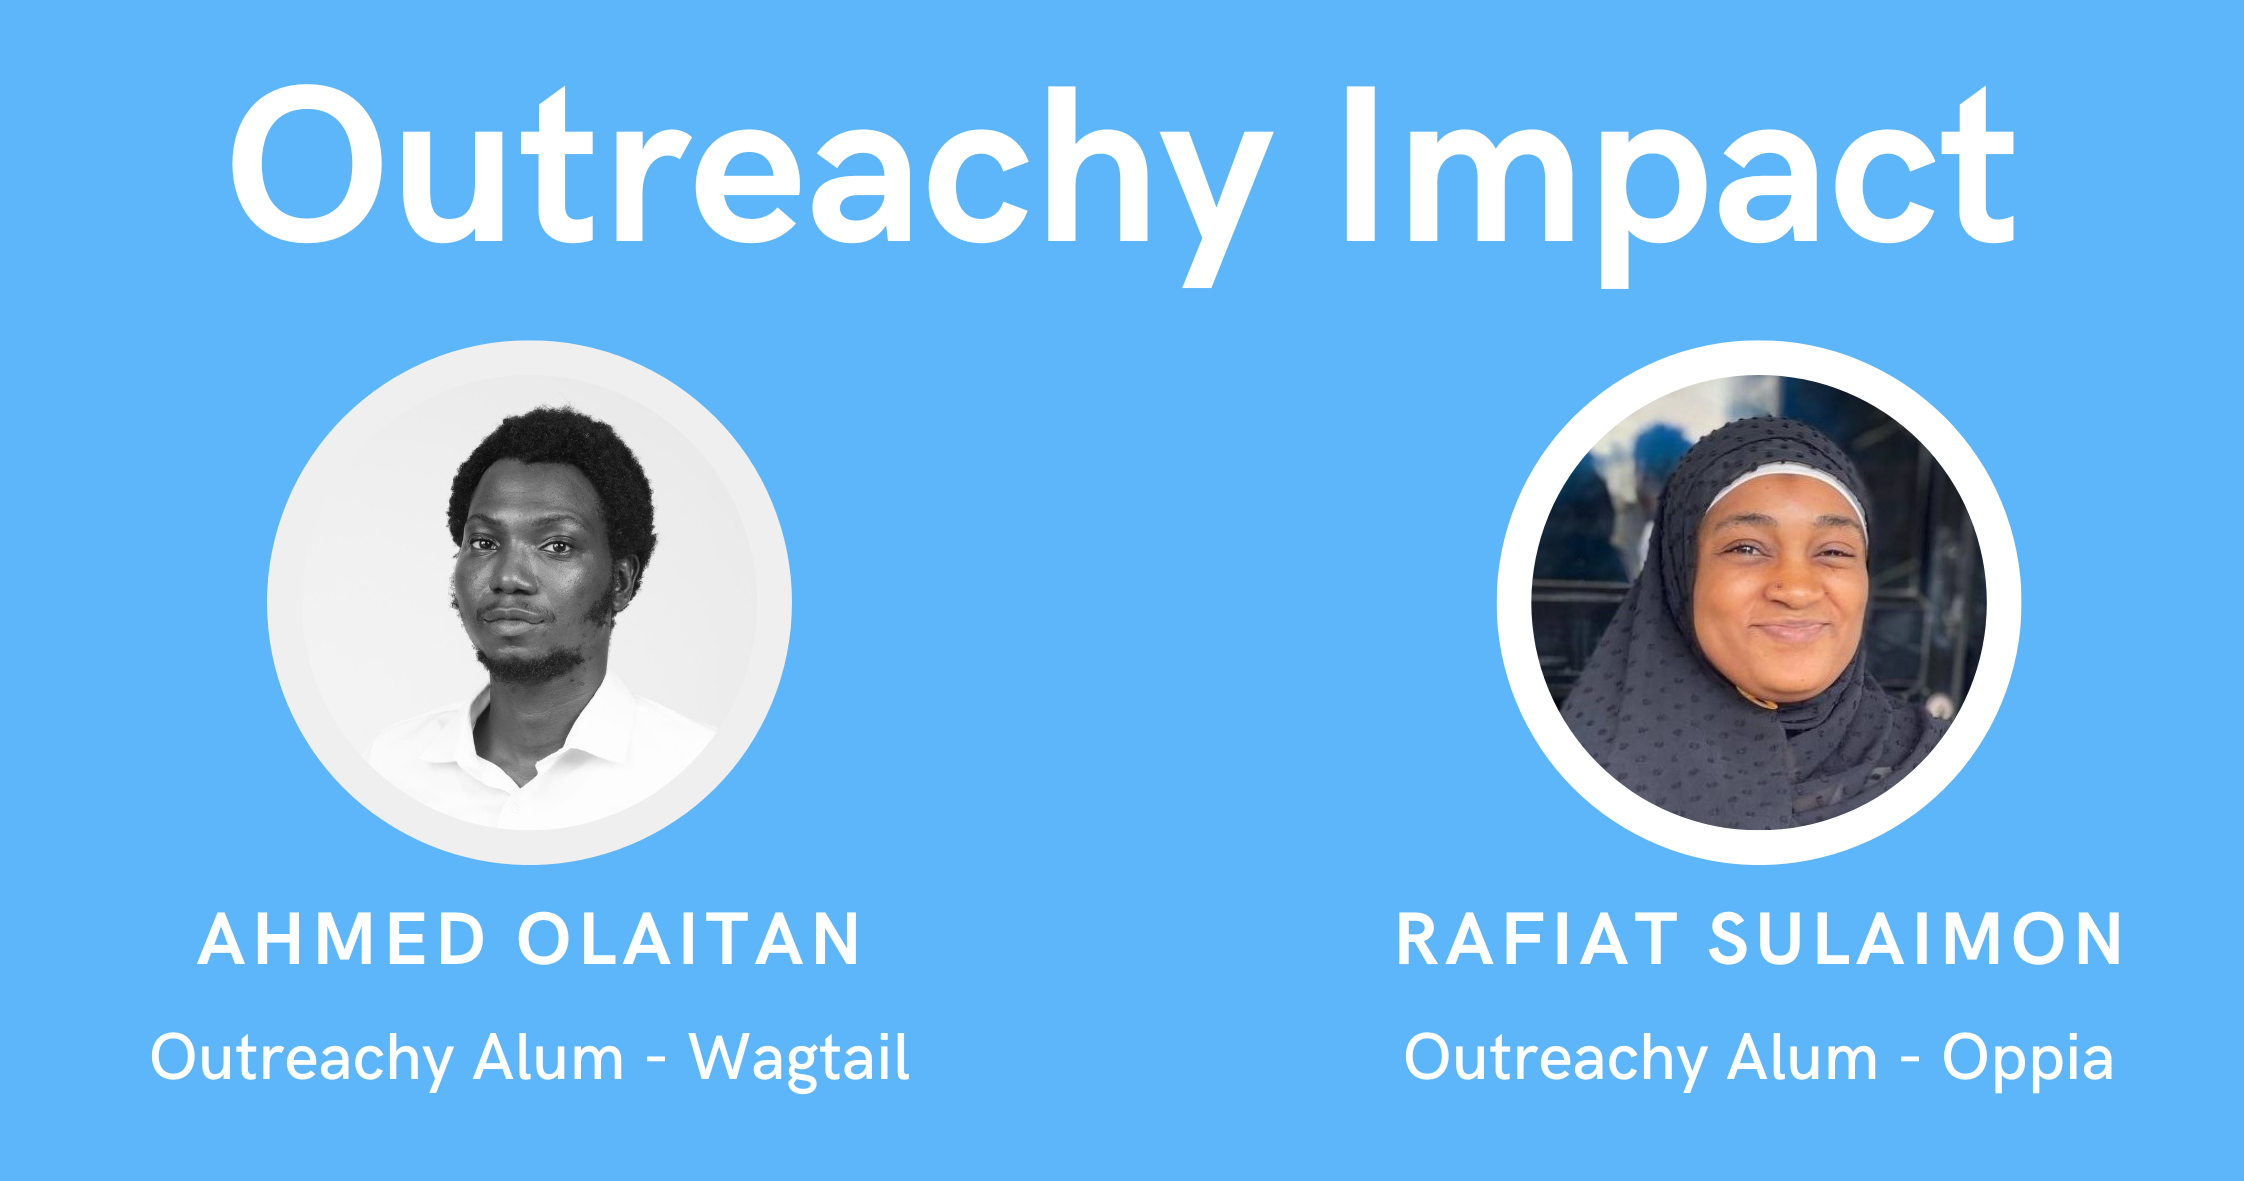 Outreachy Impact
AHMED OLAITAN
Outreachy Alum - Wagtail
RAFIAT SULAIMON
Outreachy Alum - Oppia